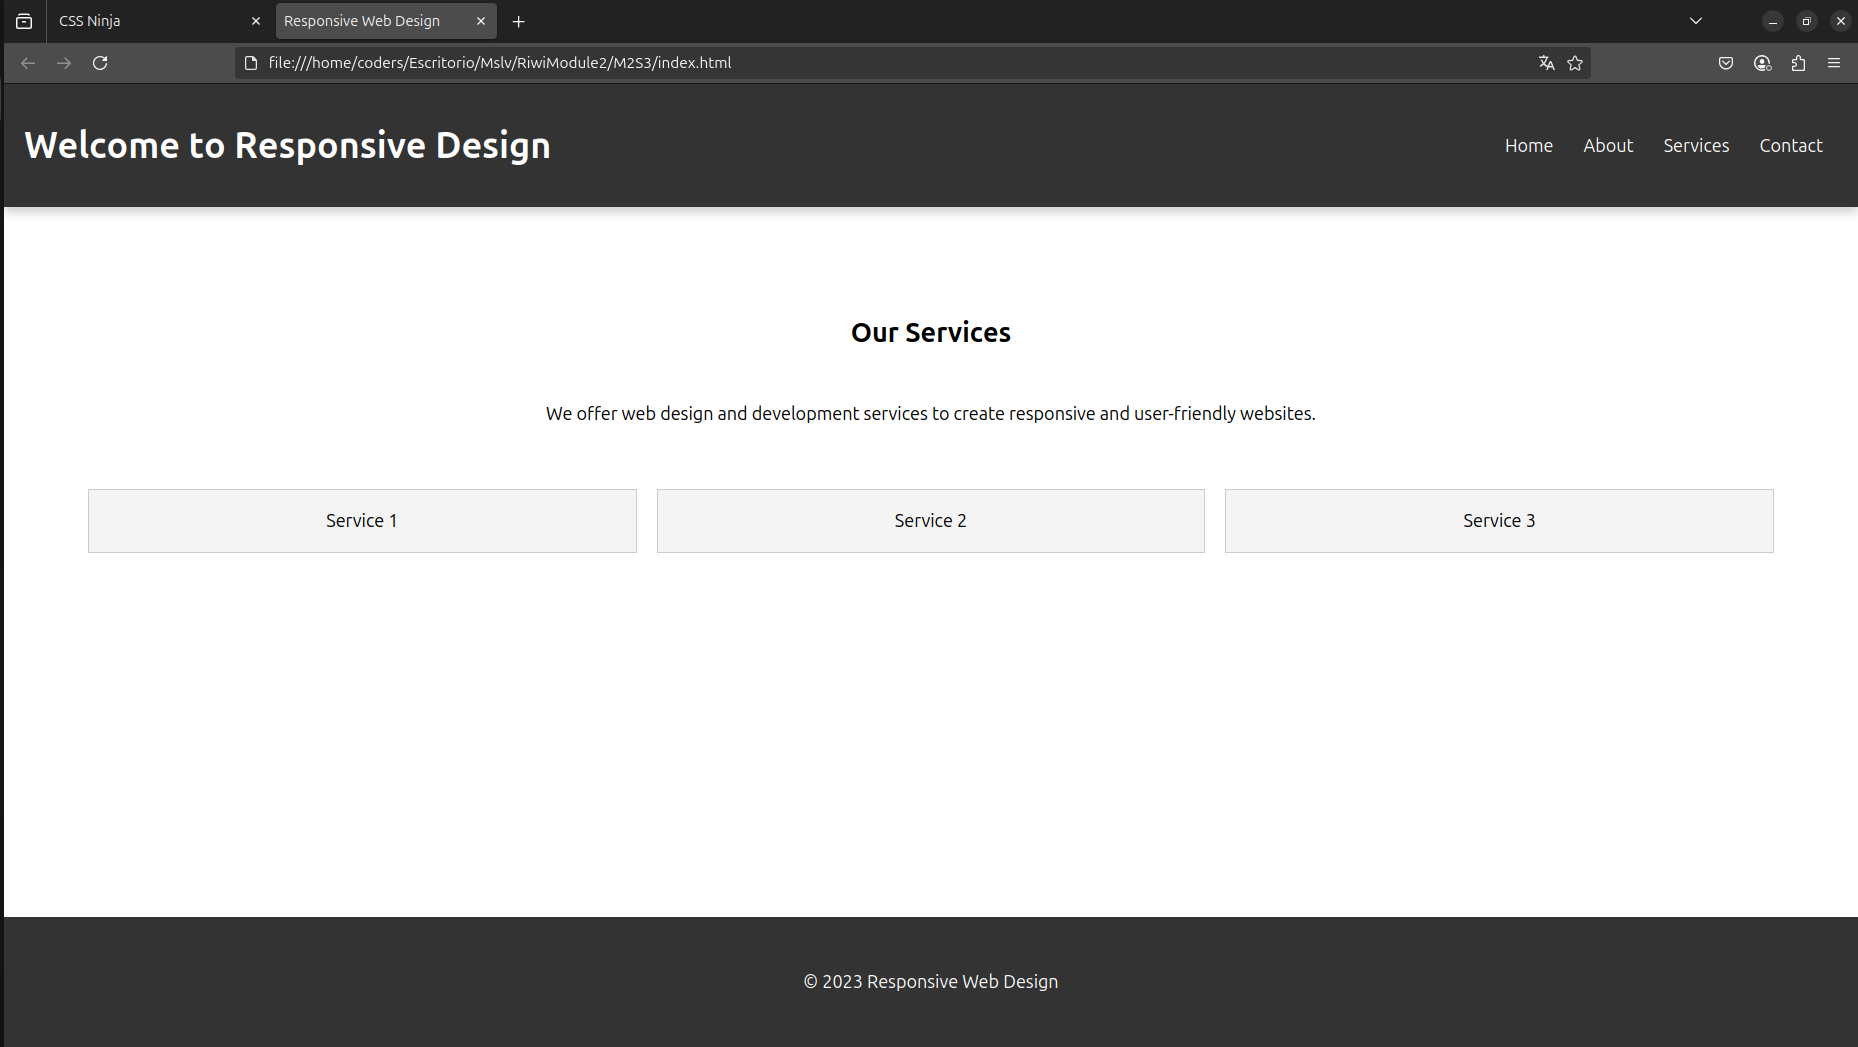 CSS Ninja
Responsive Web Design
file:///home/coders/Escritorio/Mslv/RiwiModule2/M2S3/index.html
Welcome to Responsive Design
Home About Services Contact
Our Services
We offer web design and development services to create responsive and user-friendly websites.
Service 1
Service 2
Service 3
© 2023 Responsive Web Design